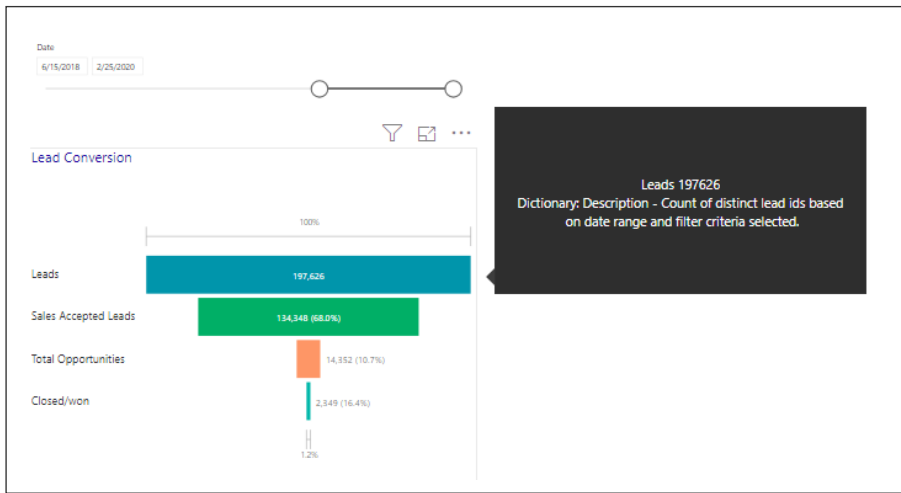 Date
6/15/2018 2/25/2020
Lead Conversion
100%
Leads 197,626
Sales Accepted Leads 134,348 (68.0%)
Total Opportunities 14,352 (10.7%)
Closed/won 2,349 (16.4%)
1.2%
Leads 197626
Dictionary: Description - Count of distinct lead ids based
on date range and filter criteria selected.